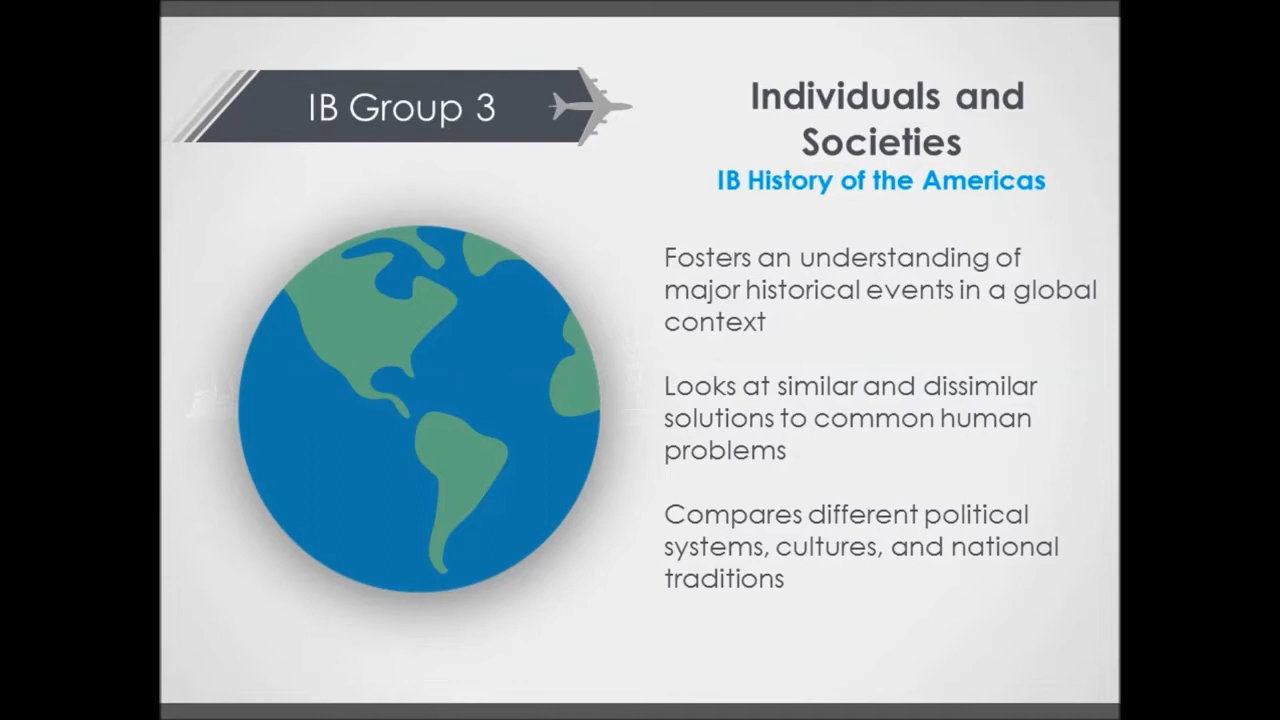 IB Group 3
Individuals and
Societies
IB History of the Americas
Fosters an understanding of
major historical events in a global
context
Looks at similar and dissimilar
solutions to common human
problems
Compares different political
systems, cultures, and national
traditions